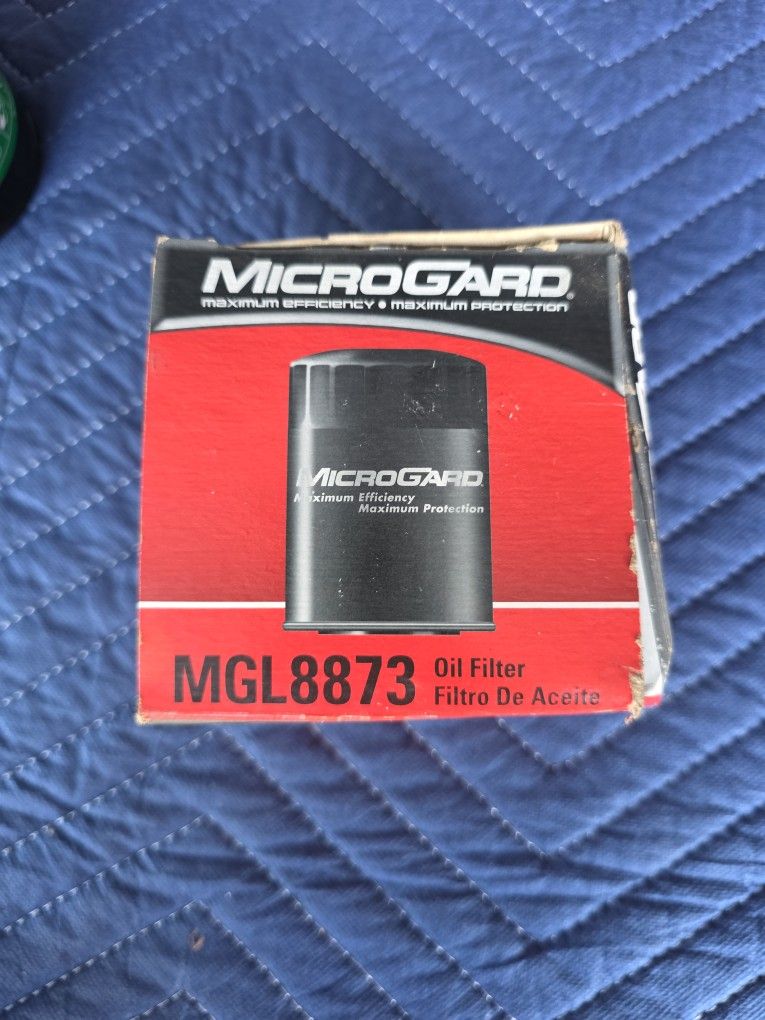 MICROGARD®
MAXIMUM EFFICIENCY • MAXIMUM PROTECTION
MICROGARD
Maximum Efficiency
Maximum Protection
MGL8873
Oil Filter
Filtro De Aceite